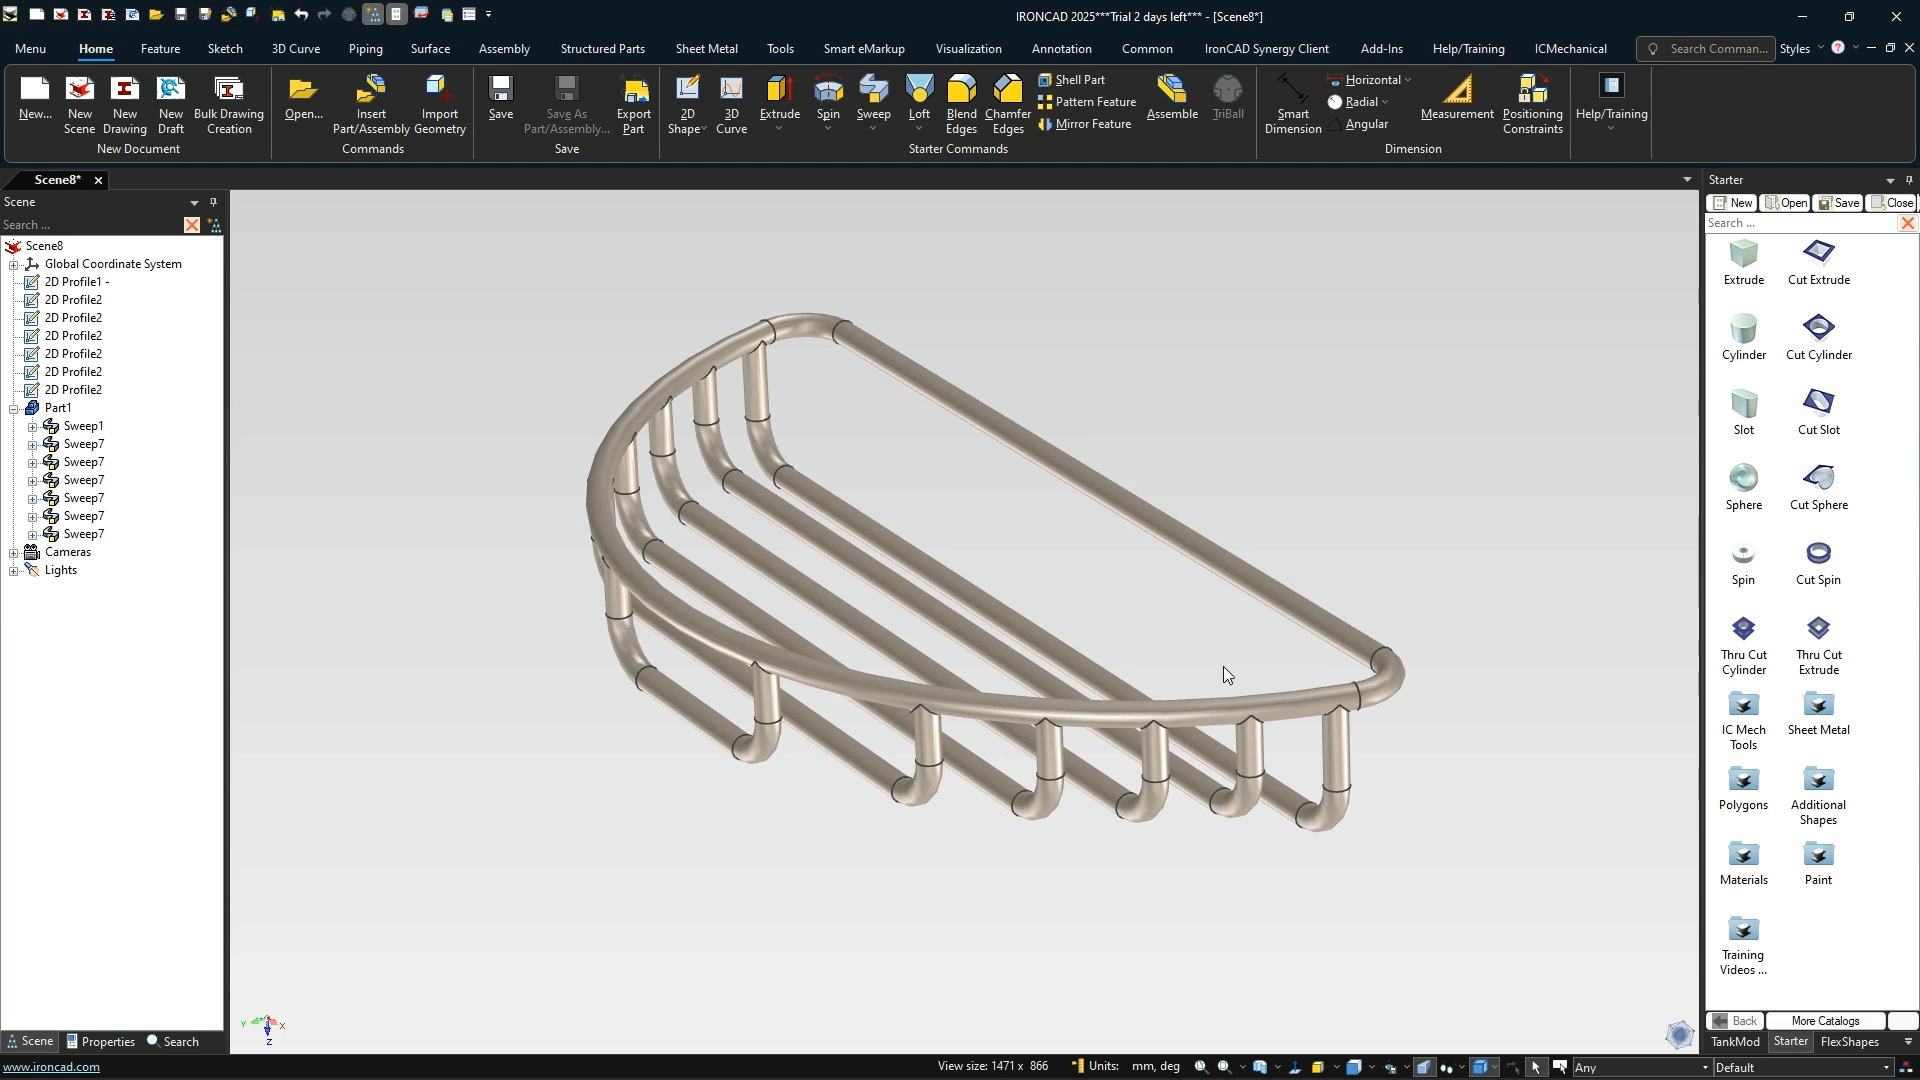 IRONCAD 2025***Trial 2 days left*** - [Scene8*]
Menu Home Feature Sketch 3D Curve Piping Surface Assembly Structured Parts Sheet Metal Tools Smart eMarkup Visualization Annotation Common IronCAD Synergy Client Add-Ins Help/Training ICMechanical Search Comman... Styles
New... New Scene New Drawing New Draft Bulk Drawing Creation
New Document
Open... Insert Part/Assembly Import Geometry
Commands
Save Save As Part/Assembly... Export Part
Save
2D Shape 3D Curve Extrude Spin Sweep Loft Blend Edges Chamfer Edges Shell Part Pattern Feature Mirror Feature Assemble TriBall
Starter Commands
Smart Dimension Horizontal Radial Angular Measurement Positioning Constraints
Dimension
Help/Training
Scene8*
Scene
Search ...
Scene8
Global Coordinate System
2D Profile1 -
2D Profile2
2D Profile2
2D Profile2
2D Profile2
2D Profile2
2D Profile2
Part1
Sweep1
Sweep7
Sweep7
Sweep7
Sweep7
Sweep7
Sweep7
Cameras
Lights
Y X
Z
Starter
New Open Save Close
Search ...
Extrude Cut Extrude
Cylinder Cut Cylinder
Slot Cut Slot
Sphere Cut Sphere
Spin Cut Spin
Thru Cut Cylinder Thru Cut Extrude
IC Mech Tools Sheet Metal
Polygons Additional Shapes
Materials Paint
Training Videos ...
Back More Catalogs
TankMod Starter FlexShapes
Scene Properties Search
www.ironcad.com View size: 1471 x 866 Units: mm, deg Any Default